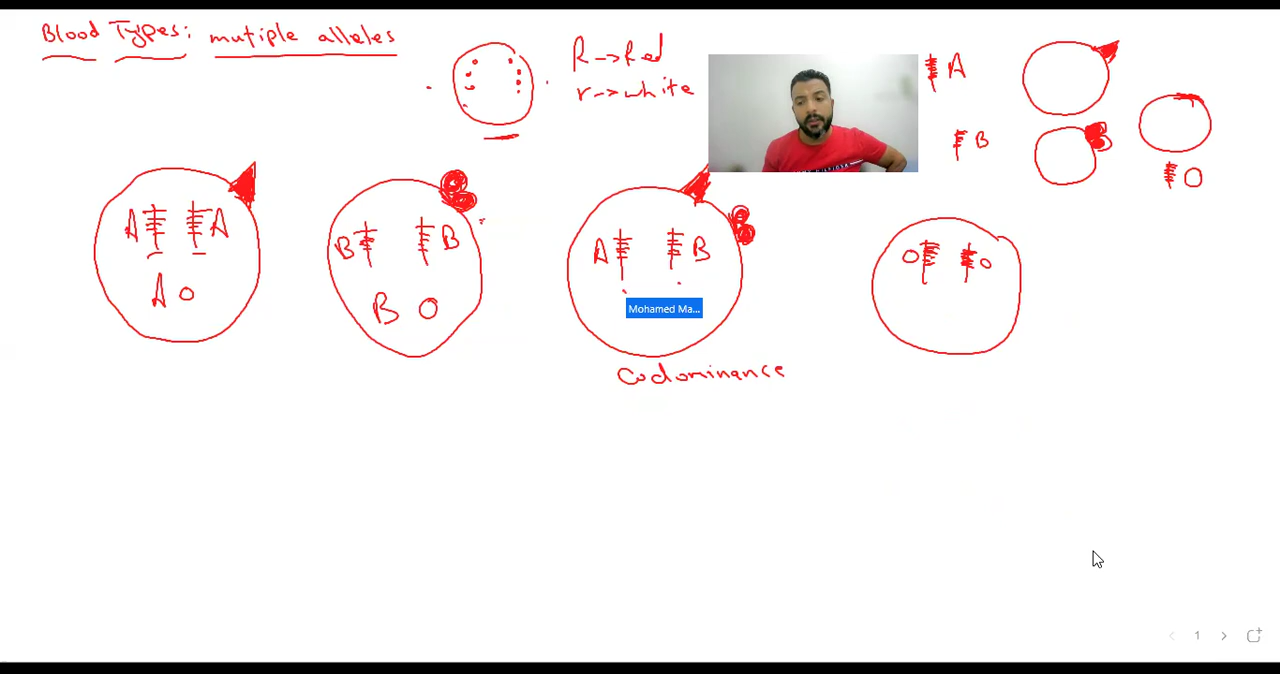 Blood Types: mutiple alleles
R→Red
r→white
A
B
O
A A
A O
B B
B O
A B
Mohamed Ma...
Codominance
O O
1